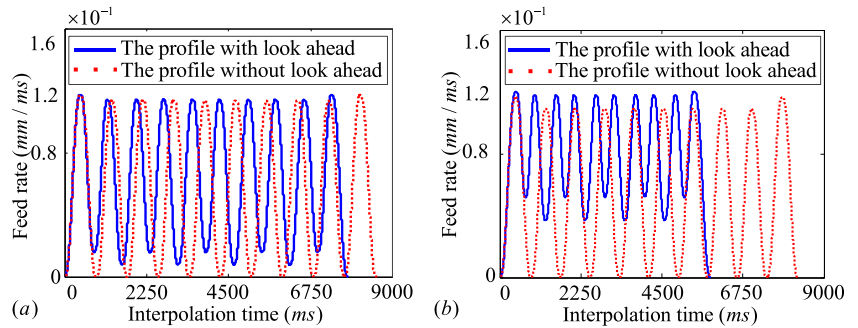 ×10⁻¹
1.6
The profile with look ahead
The profile without look ahead
1.2
0.8
0
Feed rate (mm / ms)
0 2250 4500 6750 9000
(a) Interpolation time (ms)
×10⁻¹
1.6
The profile with look ahead
The profile without look ahead
1.2
0.8
0
Feed rate (mm / ms)
0 2250 4500 6750 9000
(b) Interpolation time (ms)